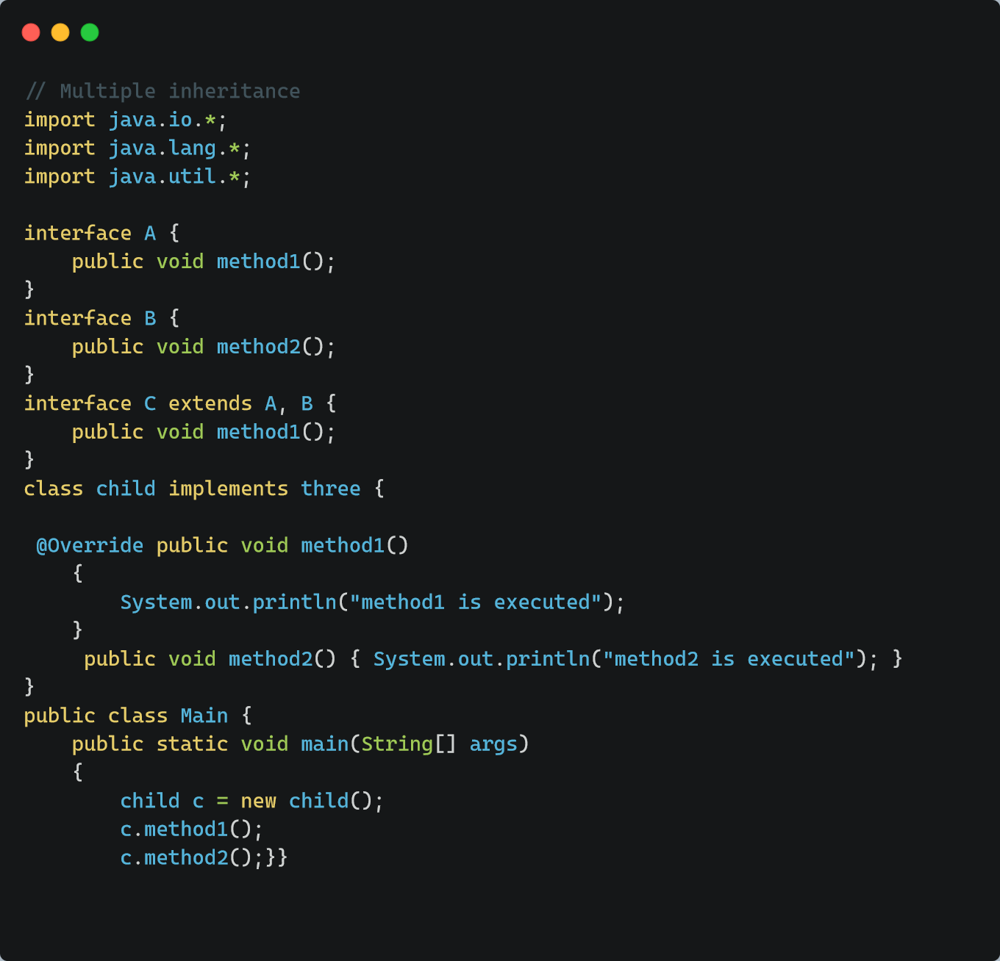 // Multiple inheritance
import java.io.*;
import java.lang.*;
import java.util.*;

interface A {
    public void method1();
}
interface B {
    public void method2();
}
interface C extends A, B {
    public void method1();
}
class child implements three {

 @Override public void method1()
    {
        System.out.println("method1 is executed");
    }
     public void method2() { System.out.println("method2 is executed"); }
}
public class Main {
    public static void main(String[] args)
    {
        child c = new child();
        c.method1();
        c.method2();}}